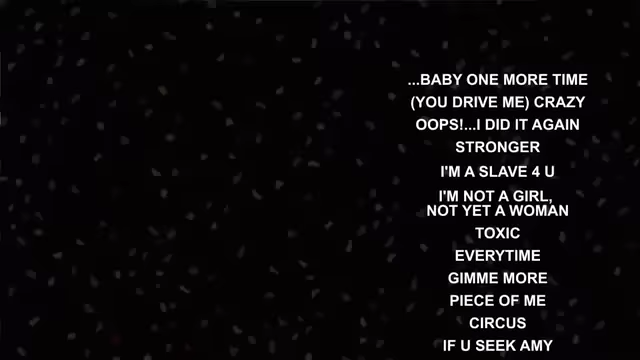 ...BABY ONE MORE TIME
(YOU DRIVE ME) CRAZY
OOPS!...I DID IT AGAIN
STRONGER
I'M A SLAVE 4 U
I'M NOT A GIRL,
NOT YET A WOMAN
TOXIC
EVERYTIME
GIMME MORE
PIECE OF ME
CIRCUS
IF U SEEK AMY